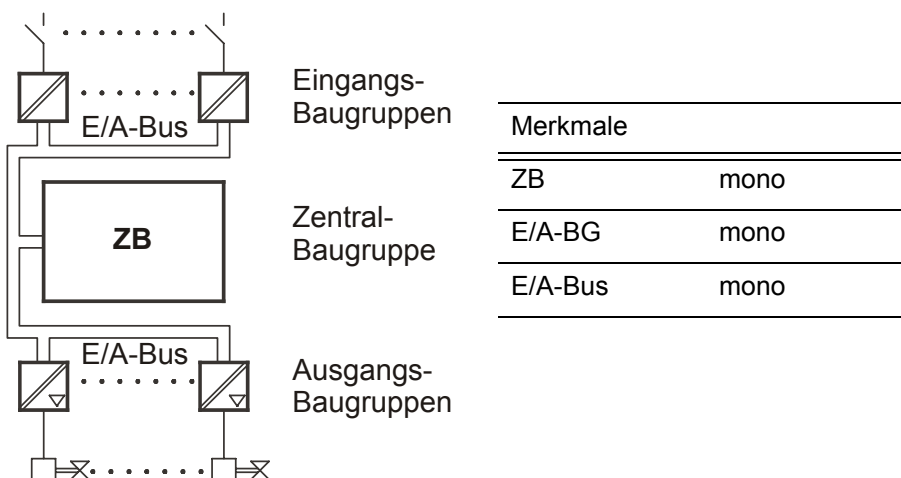 Eingangs-
Baugruppen
E/A-Bus
ZB
Zentral-
Baugruppe
E/A-Bus
Ausgangs-
Baugruppen
Merkmale
ZB mono
E/A-BG mono
E/A-Bus mono